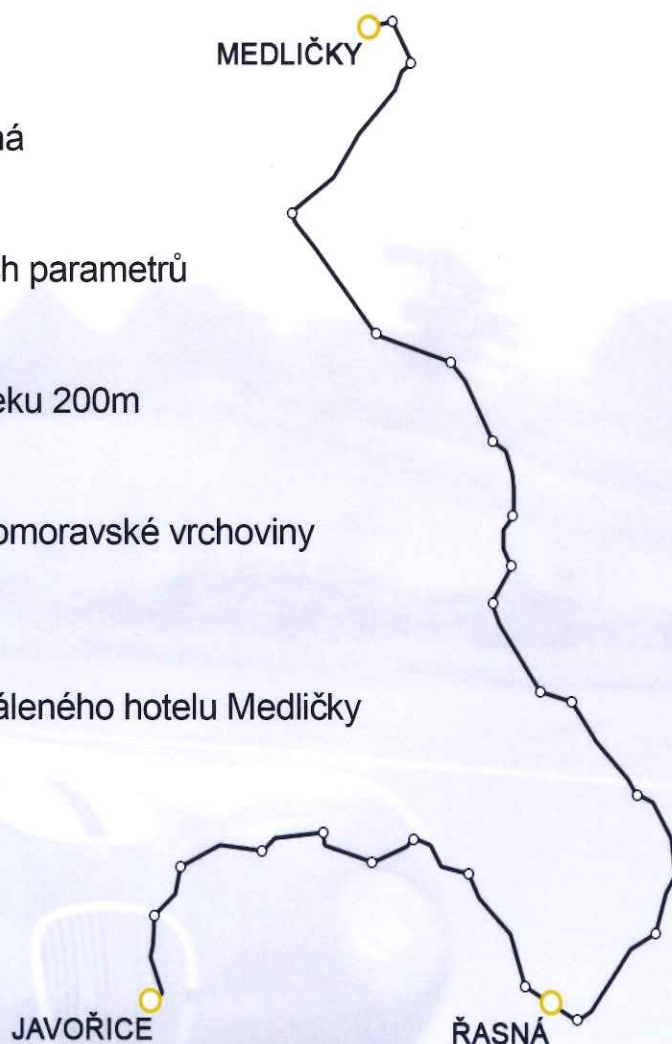 MEDLIČKY
ná
h parametrů
eku 200m
omoravské vrchoviny
áleného hotelu Medličky
JAVOŘICE
ŘASNÁ